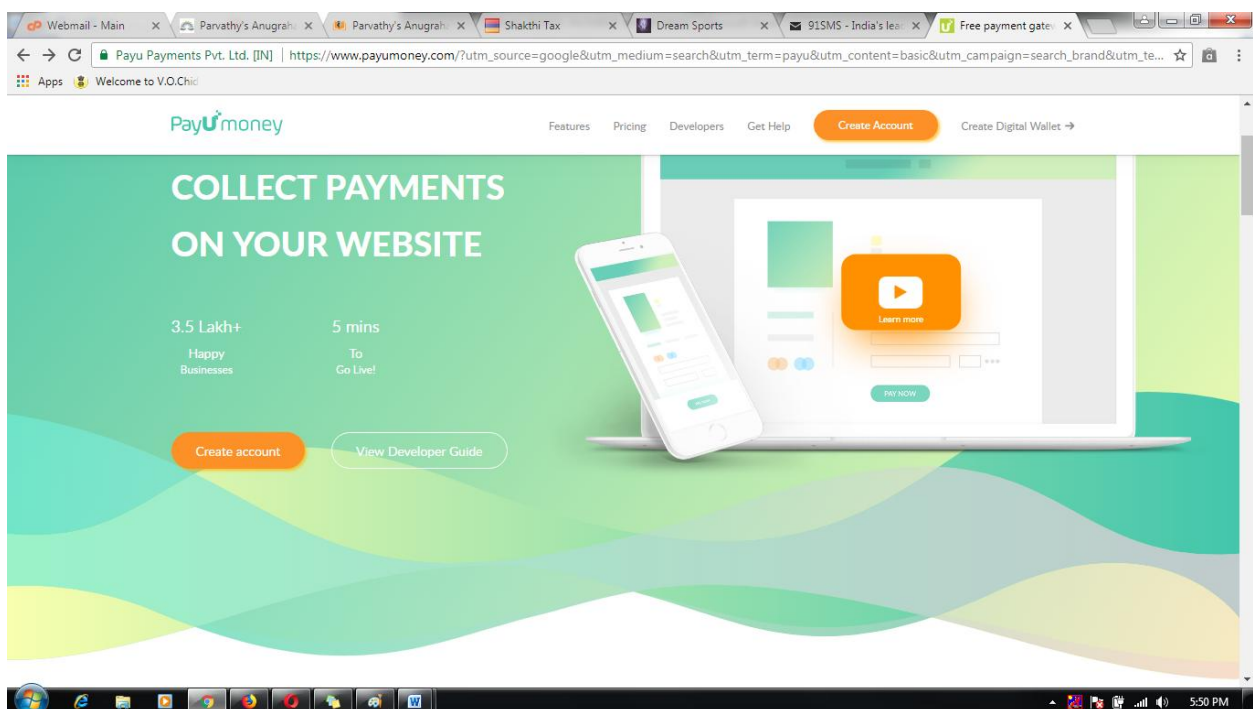 Webmail - Main
Parvathy's Anugrah
Parvathy's Anugrah
Shakthi Tax
Dream Sports
91SMS - India's lea
Free payment gatev
Payu Payments Pvt. Ltd. [IN] | https://www.payumoney.com/?utm_source=google&utm_medium=search&utm_term=payu&utm_content=basic&utm_campaign=search_brand&utm_te...
Apps Welcome to V.O.Chid
PayUmoney
Features Pricing Developers Get Help Create Account Create Digital Wallet →
COLLECT PAYMENTS
ON YOUR WEBSITE
3.5 Lakh+ 5 mins
Happy To
Businesses Go Live!
Learn more
PAY NOW
Create account View Developer Guide
5:50 PM